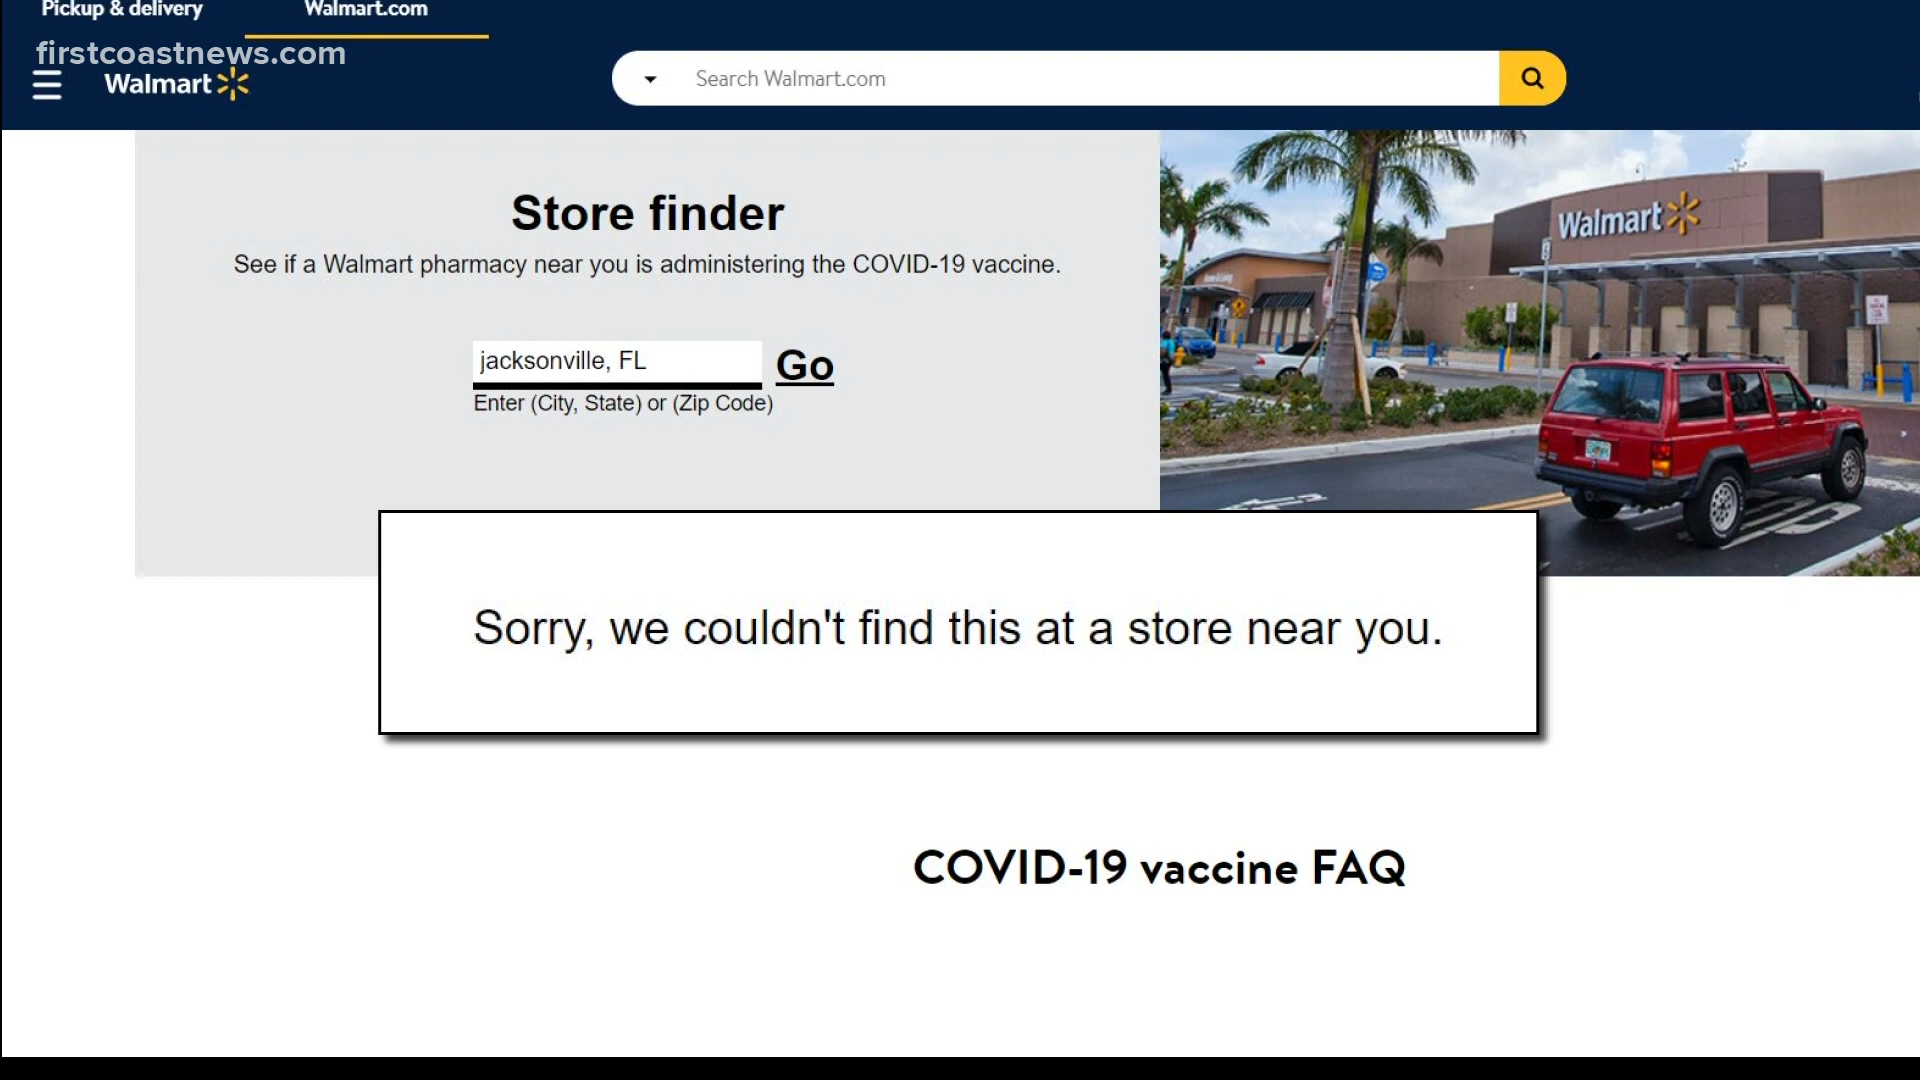 Pickup & delivery
Walmart.com
firstcoastnews.com
Walmart
Search Walmart.com
Store finder
See if a Walmart pharmacy near you is administering the COVID-19 vaccine.
jacksonville, FL
Go
Enter (City, State) or (Zip Code)
Walmart
Sorry, we couldn't find this at a store near you.
COVID-19 vaccine FAQ